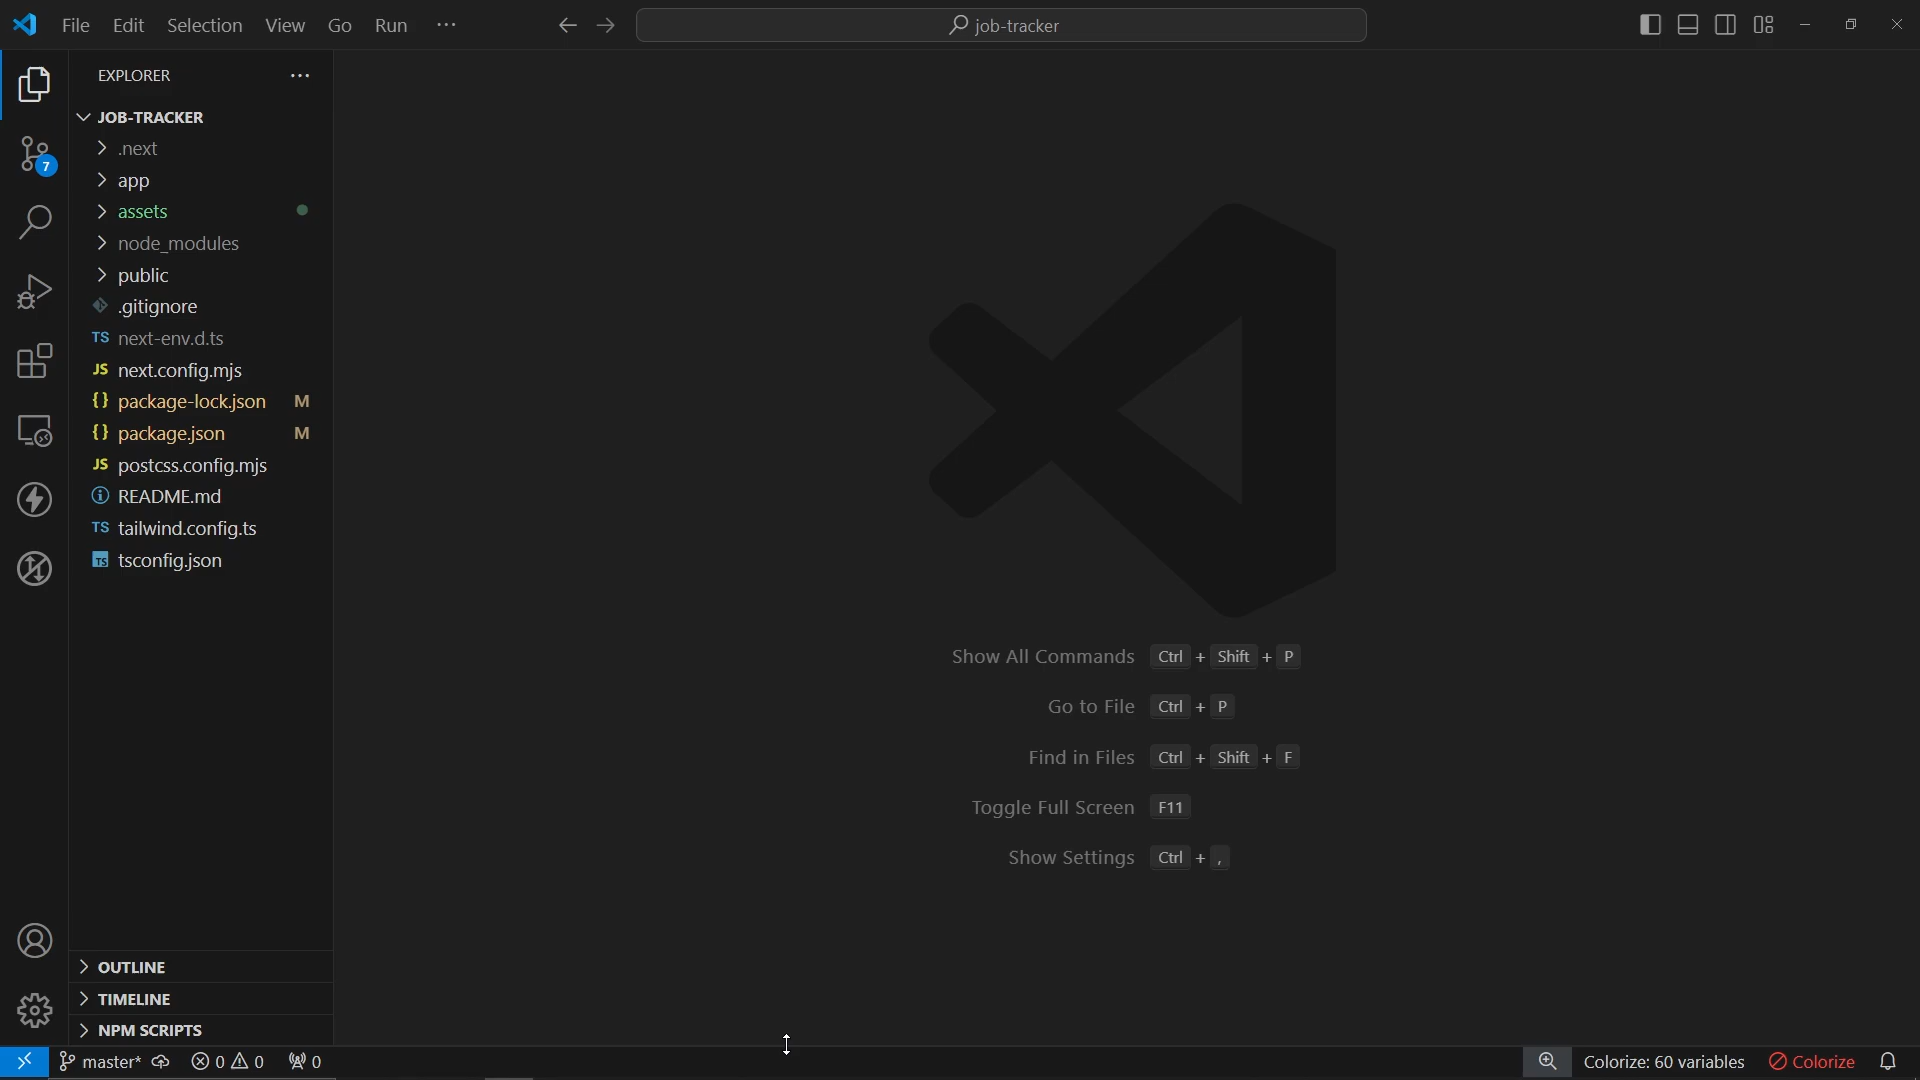 File Edit Selection View Go Run ···
job-tracker
EXPLORER ···
JOB-TRACKER
.next
app
assets
node_modules
public
.gitignore
TS next-env.d.ts
JS next.config.mjs
{} package-lock.json M
{} package.json M
JS postcss.config.mjs
README.md
TS tailwind.config.ts
TS tsconfig.json
7
Show All Commands Ctrl + Shift + P
Go to File Ctrl + P
Find in Files Ctrl + Shift + F
Toggle Full Screen F11
Show Settings Ctrl + ,
OUTLINE
TIMELINE
NPM SCRIPTS
master* 0 0 0 Colorize: 60 variables Colorize